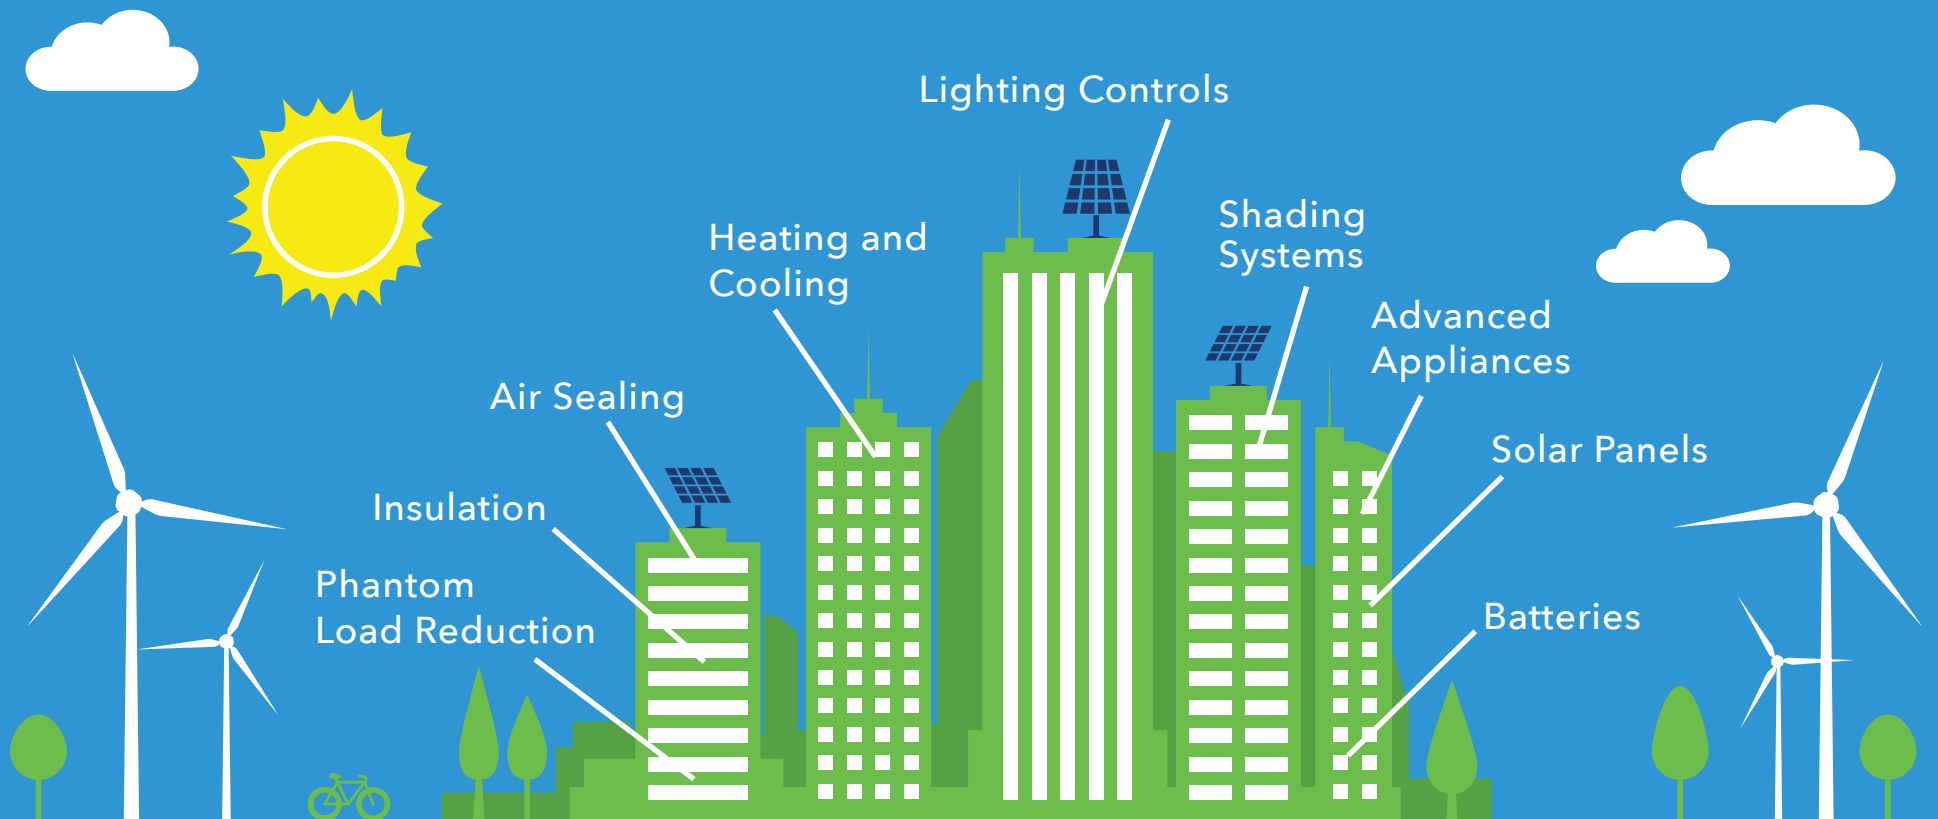 Lighting Controls
Shading
Systems
Heating and
Cooling
Advanced
Appliances
Air Sealing
Solar Panels
Insulation
Phantom
Load Reduction
Batteries